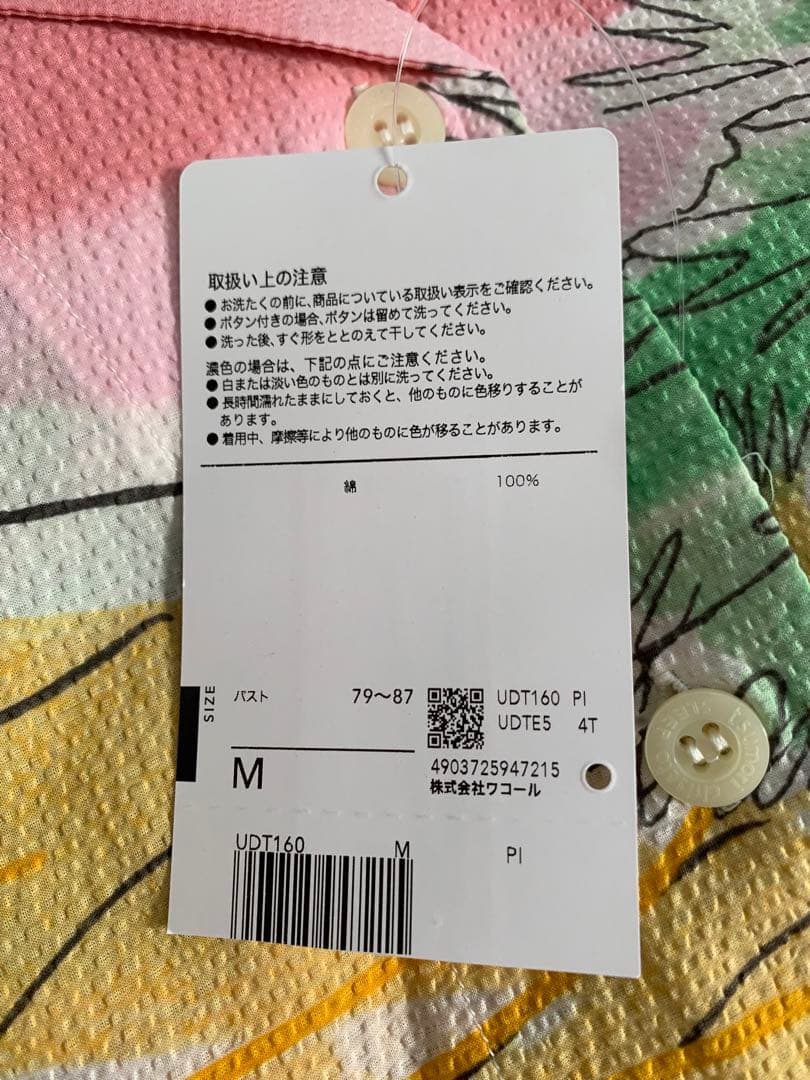 取扱い上の注意
● お洗たくの前に、商品についている取扱い表示をご確認ください。
● ボタン付きの場合、ボタンは留めて洗ってください。
● 洗った後、すぐ形をととのえて干してください。
濃色の場合は、下記の点にご注意ください。
● 白または淡い色のものとは別に洗ってください。
● 長時間濡れたままにしておくと、他のものに色移りすることが
あります。
● 着用中、摩擦等により他のものに色が移ることがあります。
綿 100%
SIZE
バスト 79〜87
M
UDT160 PI
UDTE5 4T
4903725947215
株式会社ワコール
UDT160 M PI